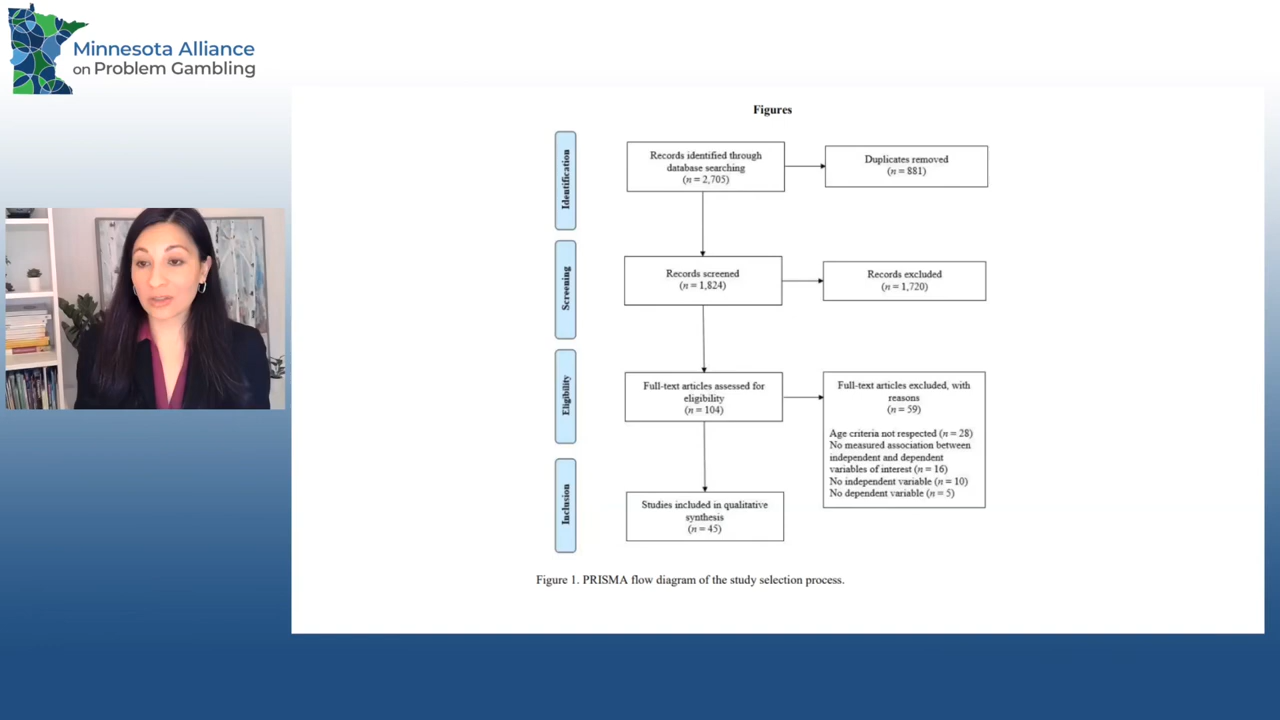 Minnesota Alliance
on Problem Gambling
Figures
Identification
Records identified through
database searching
(n = 2,705)
Duplicates removed
(n = 881)
Screening
Records screened
(n = 1,824)
Records excluded
(n = 1,720)
Eligibility
Full-text articles assessed for
eligibility
(n = 104)
Full-text articles excluded, with
reasons
(n = 59)
Age criteria not respected (n = 28)
No measured association between
independent and dependent
variables of interest (n = 16)
No independent variable (n = 10)
No dependent variable (n = 5)
Inclusion
Studies included in qualitative
synthesis
(n = 45)
Figure 1. PRISMA flow diagram of the study selection process.